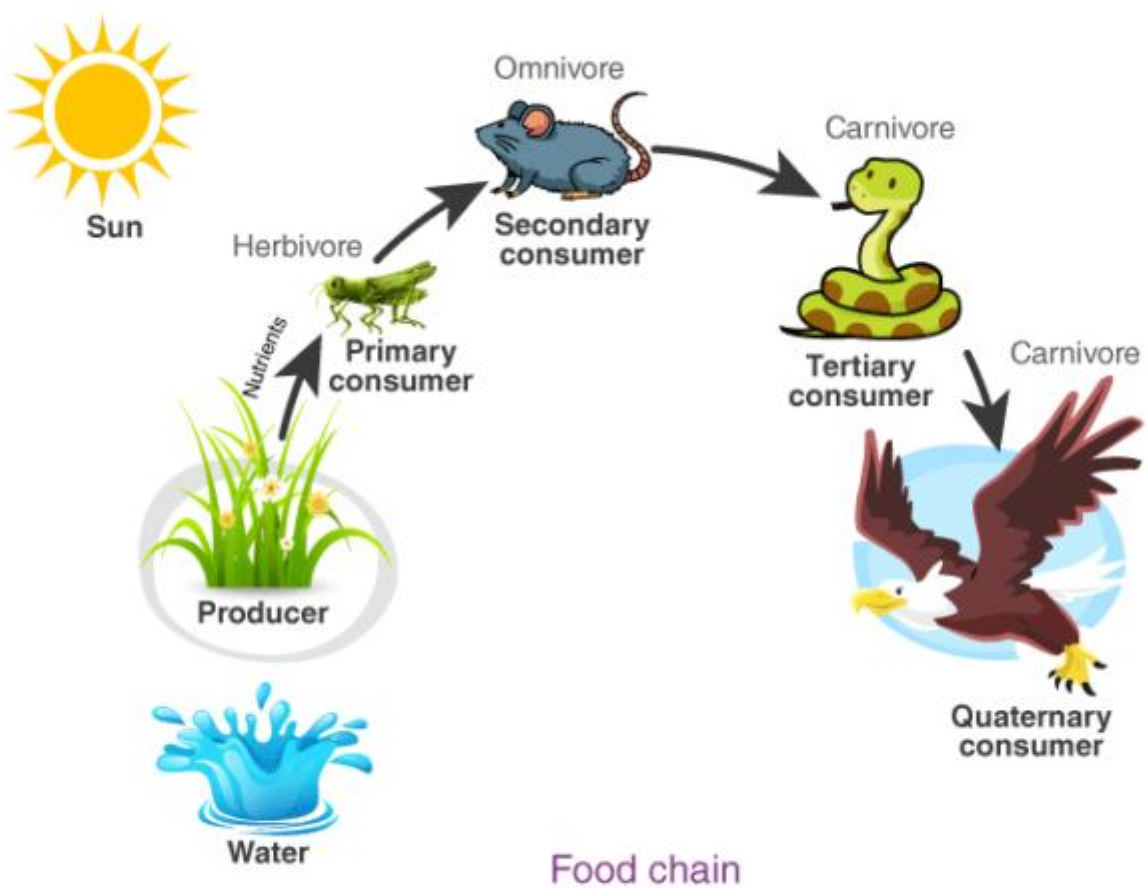 Sun
Omnivore
Secondary
consumer
Carnivore
Herbivore
Nutrients
Primary
consumer
Tertiary
consumer
Carnivore
Producer
Quaternary
consumer
Water
Food chain